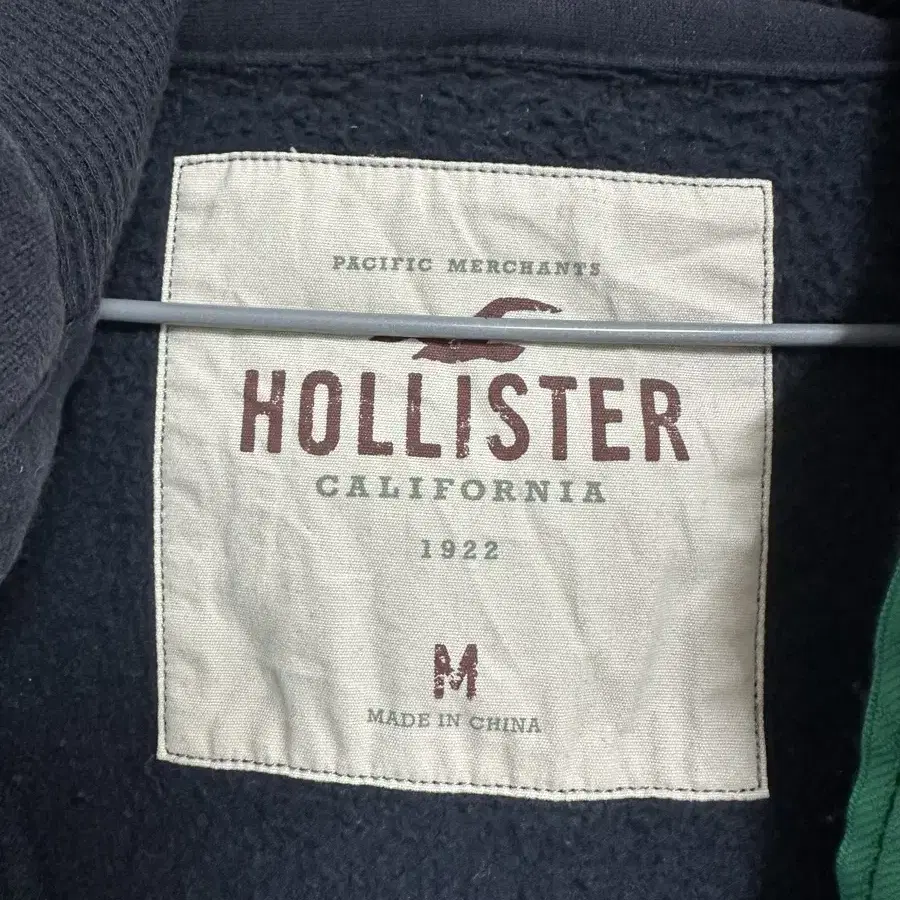 PACIFIC MERCHANTS
HOLLISTER
CALIFORNIA
1922
M
MADE IN CHINA